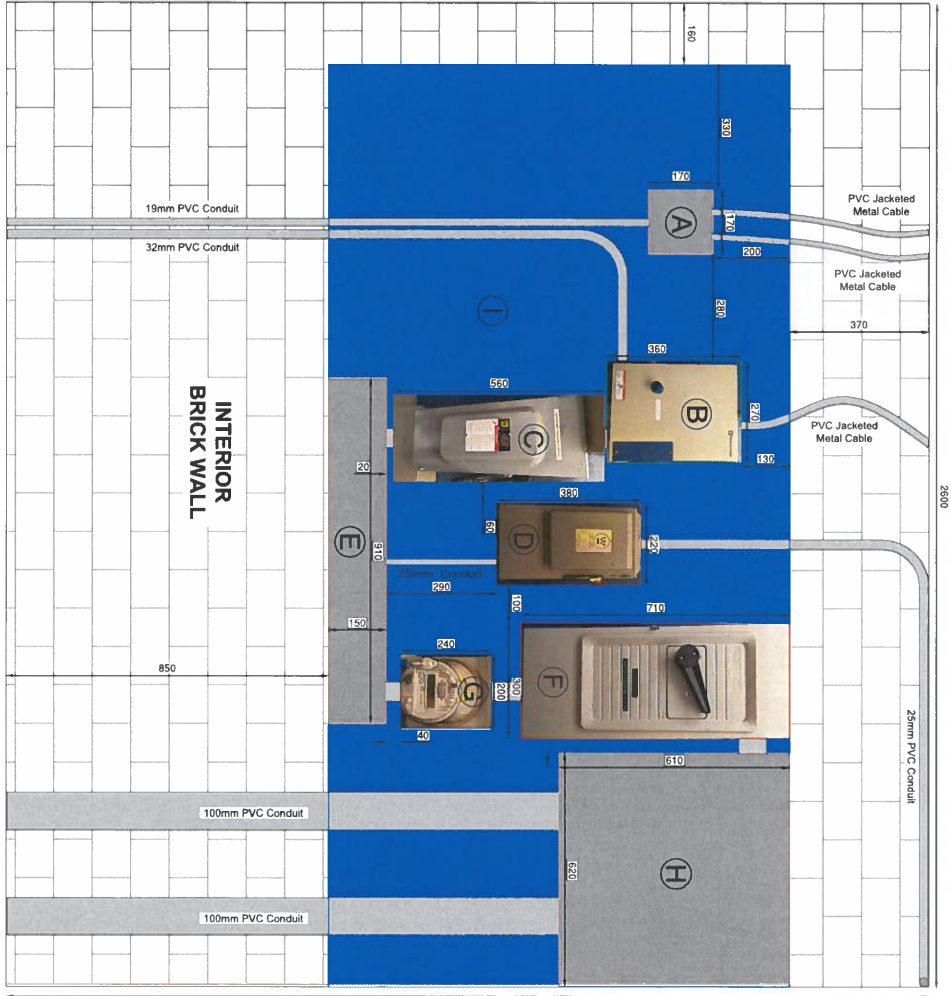 160
330
170
A
170
200
PVC Jacketed
Metal Cable
PVC Jacketed
Metal Cable
370
2600
19mm PVC Conduit
32mm PVC Conduit
I
280
360
B
270
130
PVC Jacketed
Metal Cable
560
C
INTERIOR
BRICK WALL
20
E
910
60
380
D
220
25mm Conduit
290
100
710
150
850
240
G
200
300
F
40
610
25mm PVC Conduit
100mm PVC Conduit
620
H
100mm PVC Conduit